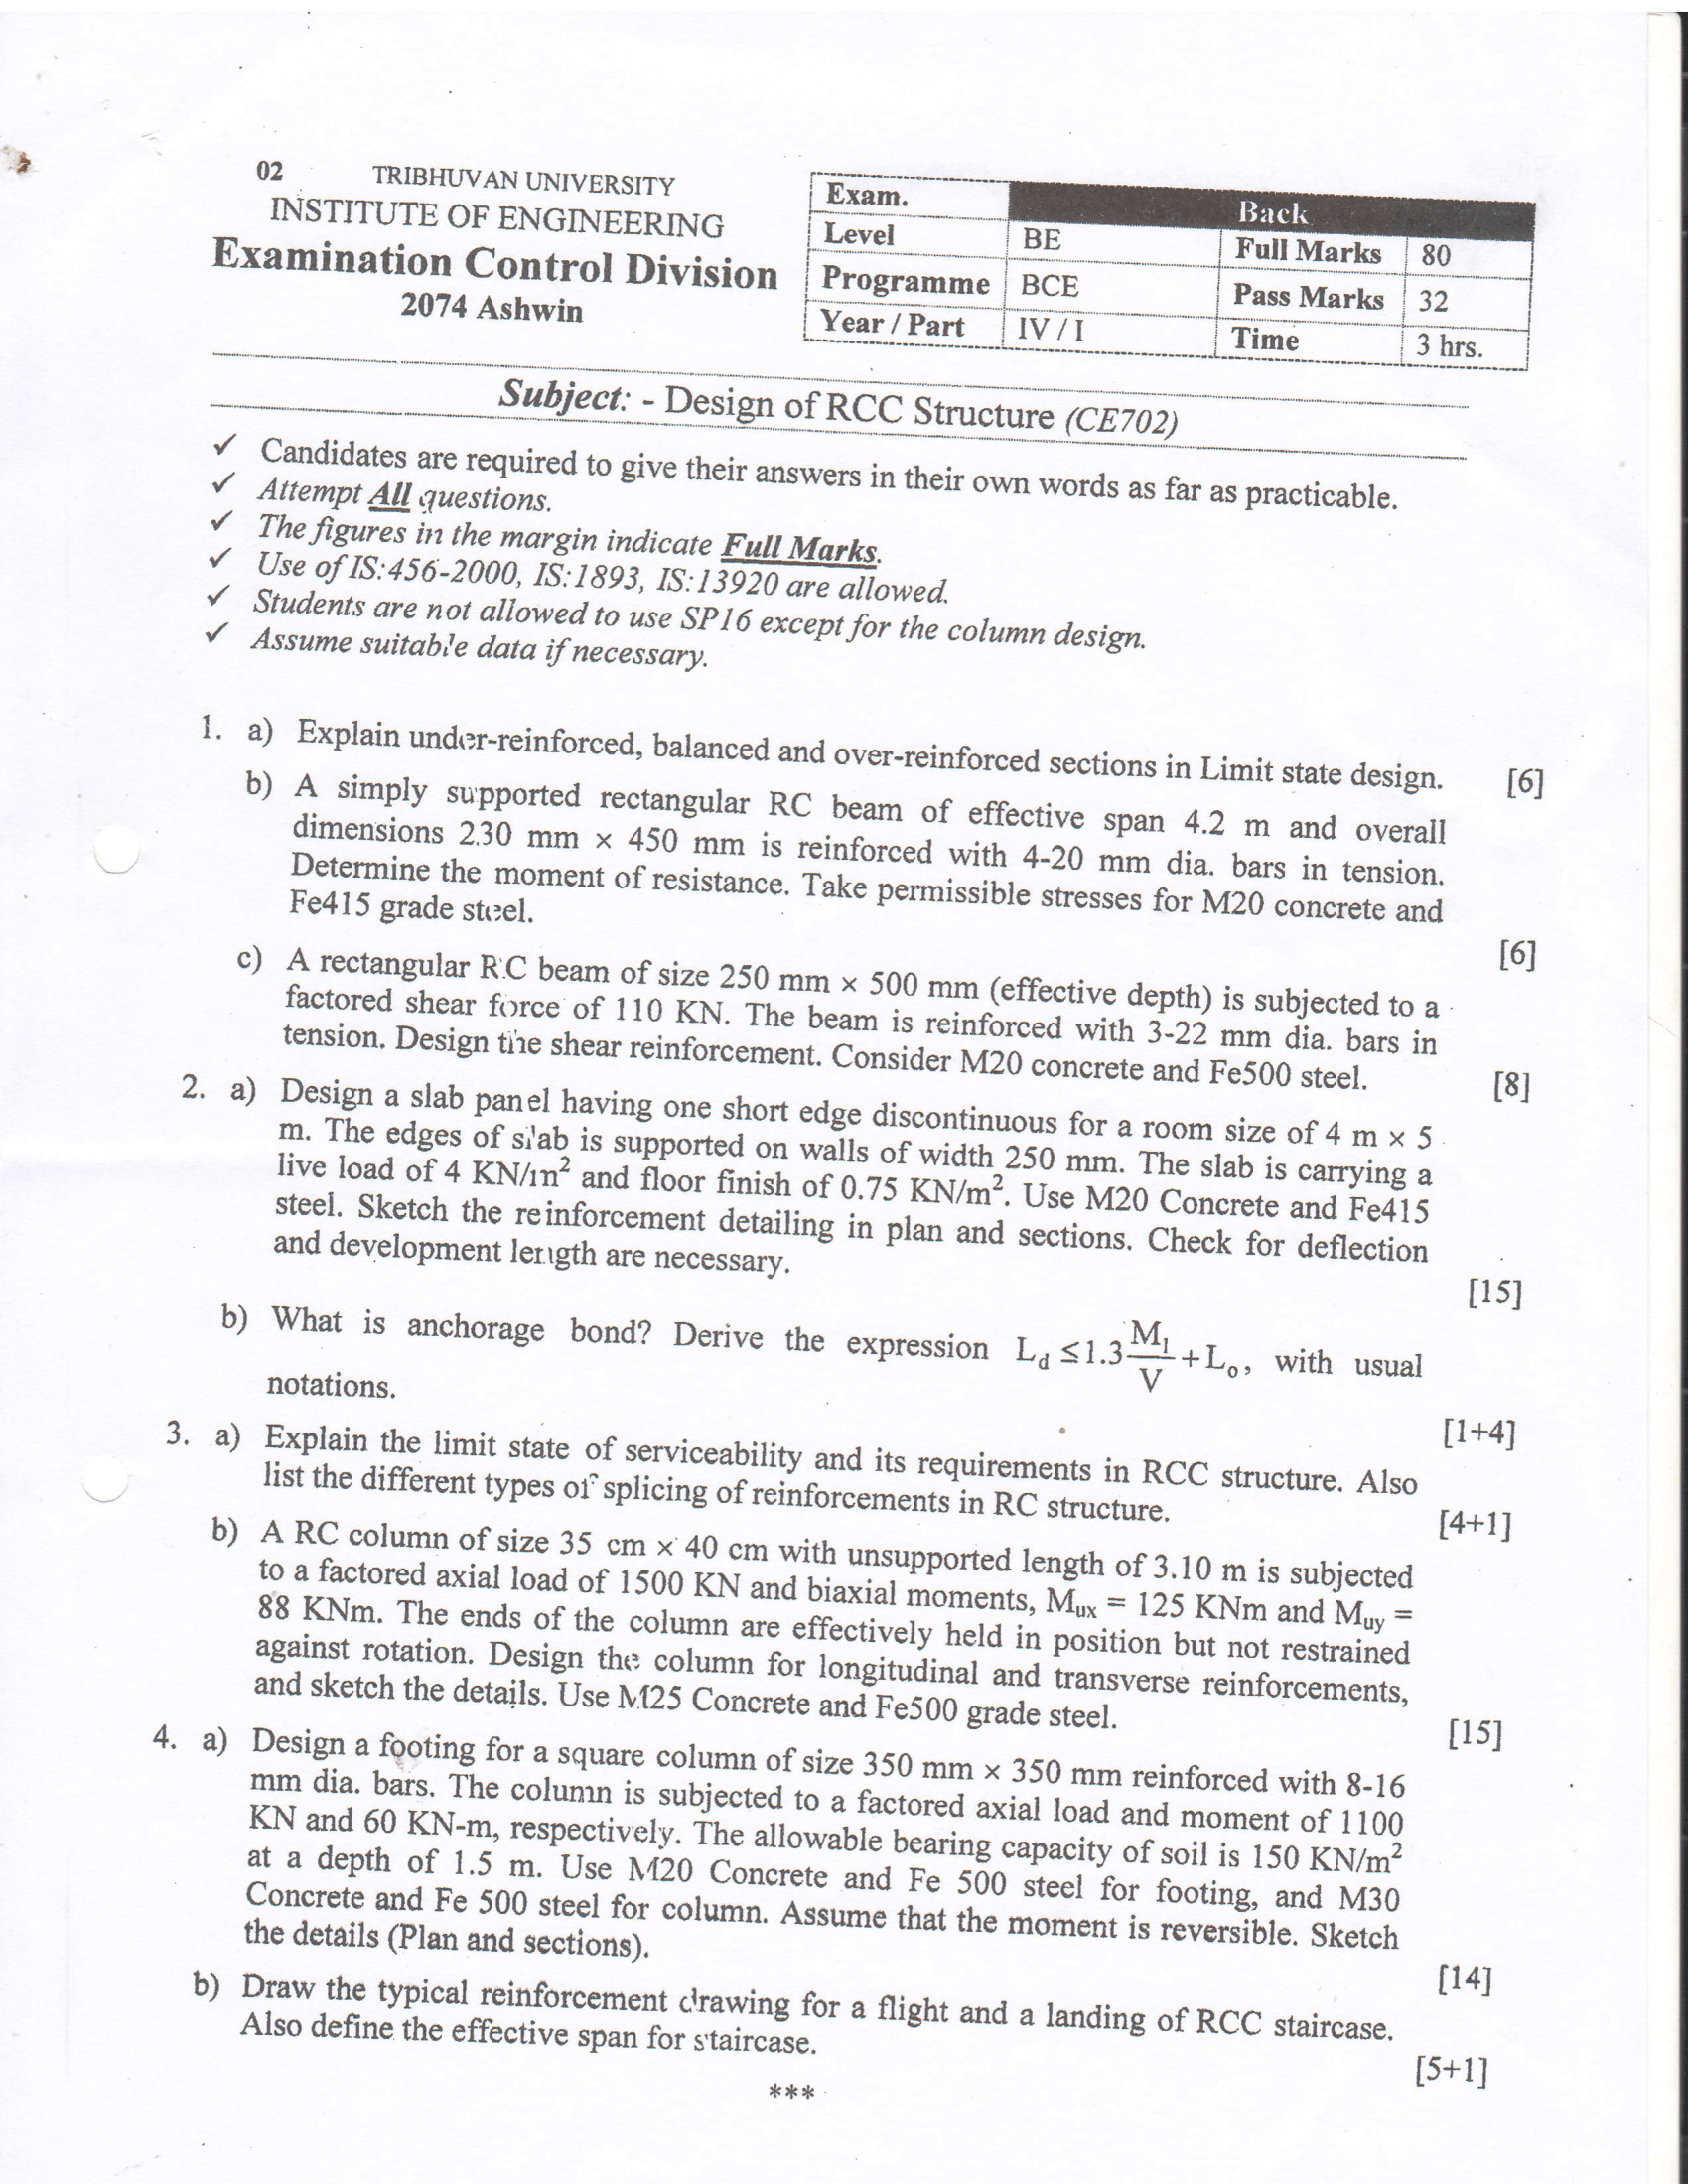 02 TRIBHUVAN UNIVERSITY
INSTITUTE OF ENGINEERING
Examination Control Division
2074 Ashwin
Exam. Back
Level BE Full Marks 80
Programme BCE Pass Marks 32
Year / Part IV / I Time 3 hrs.
Subject: - Design of RCC Structure (CE702)
✓ Candidates are required to give their answers in their own words as far as practicable.
✓ Attempt All questions.
✓ The figures in the margin indicate Full Marks.
✓ Use of IS:456-2000, IS:1893, IS:13920 are allowed.
✓ Students are not allowed to use SP16 except for the column design.
✓ Assume suitable data if necessary.
1. a) Explain under-reinforced, balanced and over-reinforced sections in Limit state design. [6]
b) A simply supported rectangular RC beam of effective span 4.2 m and overall
dimensions 230 mm × 450 mm is reinforced with 4-20 mm dia. bars in tension.
Determine the moment of resistance. Take permissible stresses for M20 concrete and
Fe415 grade steel. [6]
c) A rectangular RC beam of size 250 mm × 500 mm (effective depth) is subjected to a
factored shear force of 110 KN. The beam is reinforced with 3-22 mm dia. bars in
tension. Design the shear reinforcement. Consider M20 concrete and Fe500 steel. [8]
2. a) Design a slab panel having one short edge discontinuous for a room size of 4 m × 5
m. The edges of slab is supported on walls of width 250 mm. The slab is carrying a
live load of 4 KN/m² and floor finish of 0.75 KN/m². Use M20 Concrete and Fe415
steel. Sketch the reinforcement detailing in plan and sections. Check for deflection
and development length are necessary. [15]
b) What is anchorage bond? Derive the expression L_d ≤ 1.3 M_1/V + L_o, with usual
notations. [1+4]
3. a) Explain the limit state of serviceability and its requirements in RCC structure. Also
list the different types of splicing of reinforcements in RC structure. [4+1]
b) A RC column of size 35 cm × 40 cm with unsupported length of 3.10 m is subjected
to a factored axial load of 1500 KN and biaxial moments, M_ux = 125 KNm and M_uy =
88 KNm. The ends of the column are effectively held in position but not restrained
against rotation. Design the column for longitudinal and transverse reinforcements,
and sketch the details. Use M25 Concrete and Fe500 grade steel. [15]
4. a) Design a footing for a square column of size 350 mm × 350 mm reinforced with 8-16
mm dia. bars. The column is subjected to a factored axial load and moment of 1100
KN and 60 KN-m, respectively. The allowable bearing capacity of soil is 150 KN/m²
at a depth of 1.5 m. Use M20 Concrete and Fe 500 steel for footing, and M30
Concrete and Fe 500 steel for column. Assume that the moment is reversible. Sketch
the details (Plan and sections). [14]
b) Draw the typical reinforcement drawing for a flight and a landing of RCC staircase.
Also define the effective span for staircase. [5+1]
***